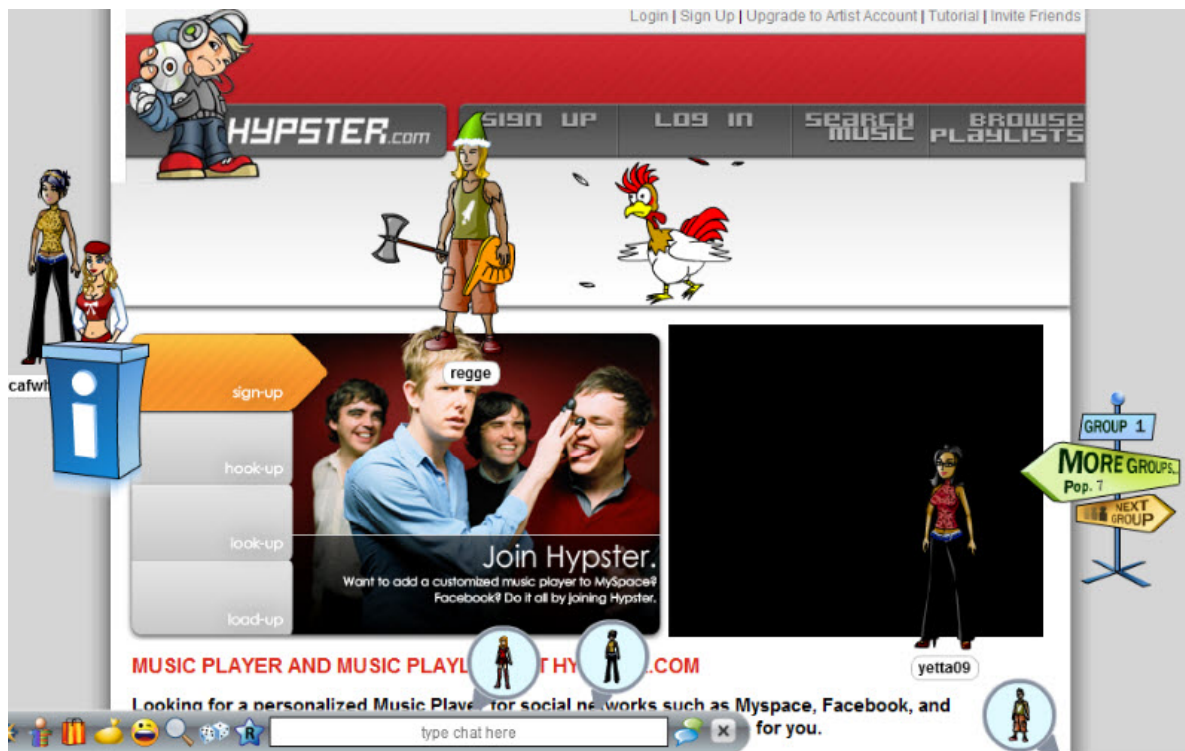 Login | Sign Up | Upgrade to Artist Account | Tutorial | Invite Friends
HYPSTER.com
SIGN UP
LOG IN
SEARCH MUSIC
BROWSE PLAYLISTS
regge
sign-up
hook-up
look-up
load-up
Join Hypster.
Want to add a customized music player to MySpace?
Facebook? Do it all by joining Hypster.
i
GROUP 1
MORE GROUPS..
Pop. 7
NEXT
GROUP
yetta09
MUSIC PLAYER AND MUSIC
.COM
Looking for a personalized Music Player for social networks such as Myspace, Facebook, and
for you.
R
type chat here